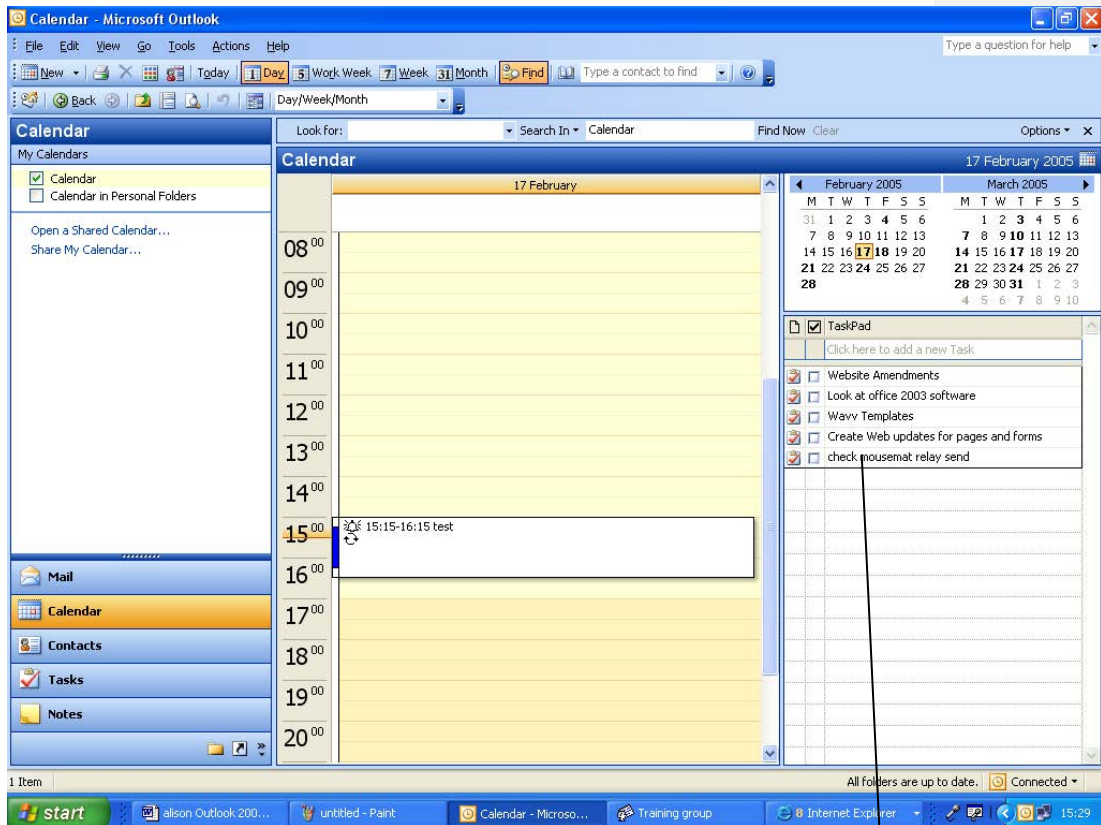 Calendar - Microsoft Outlook
File Edit View Go Tools Actions Help
Type a question for help
New Today 1 Day 5 Work Week 7 Week 31 Month Find Type a contact to find
Back Day/Week/Month
Calendar
My Calendars
Calendar
Calendar in Personal Folders
Open a Shared Calendar...
Share My Calendar...
Mail
Calendar
Contacts
Tasks
Notes
Look for: Search In Calendar Find Now Clear Options
Calendar 17 February 2005
17 February
08 00
09 00
10 00
11 00
12 00
13 00
14 00
15 00
15:15-16:15 test
16 00
17 00
18 00
19 00
20 00
February 2005 March 2005
M T W T F S S M T W T F S S
31 1 2 3 4 5 6 1 2 3 4 5 6
7 8 9 10 11 12 13 7 8 9 10 11 12 13
14 15 16 17 18 19 20 14 15 16 17 18 19 20
21 22 23 24 25 26 27 21 22 23 24 25 26 27
28 28 29 30 31 1 2 3
4 5 6 7 8 9 10
TaskPad
Click here to add a new Task
Website Amendments
Look at office 2003 software
Wavv Templates
Create Web updates for pages and forms
check mousemat relay send
1 Item All folders are up to date. Connected
start alison Outlook 200... untitled - Paint Calendar - Microso... Training group 8 Internet Explorer 15:29